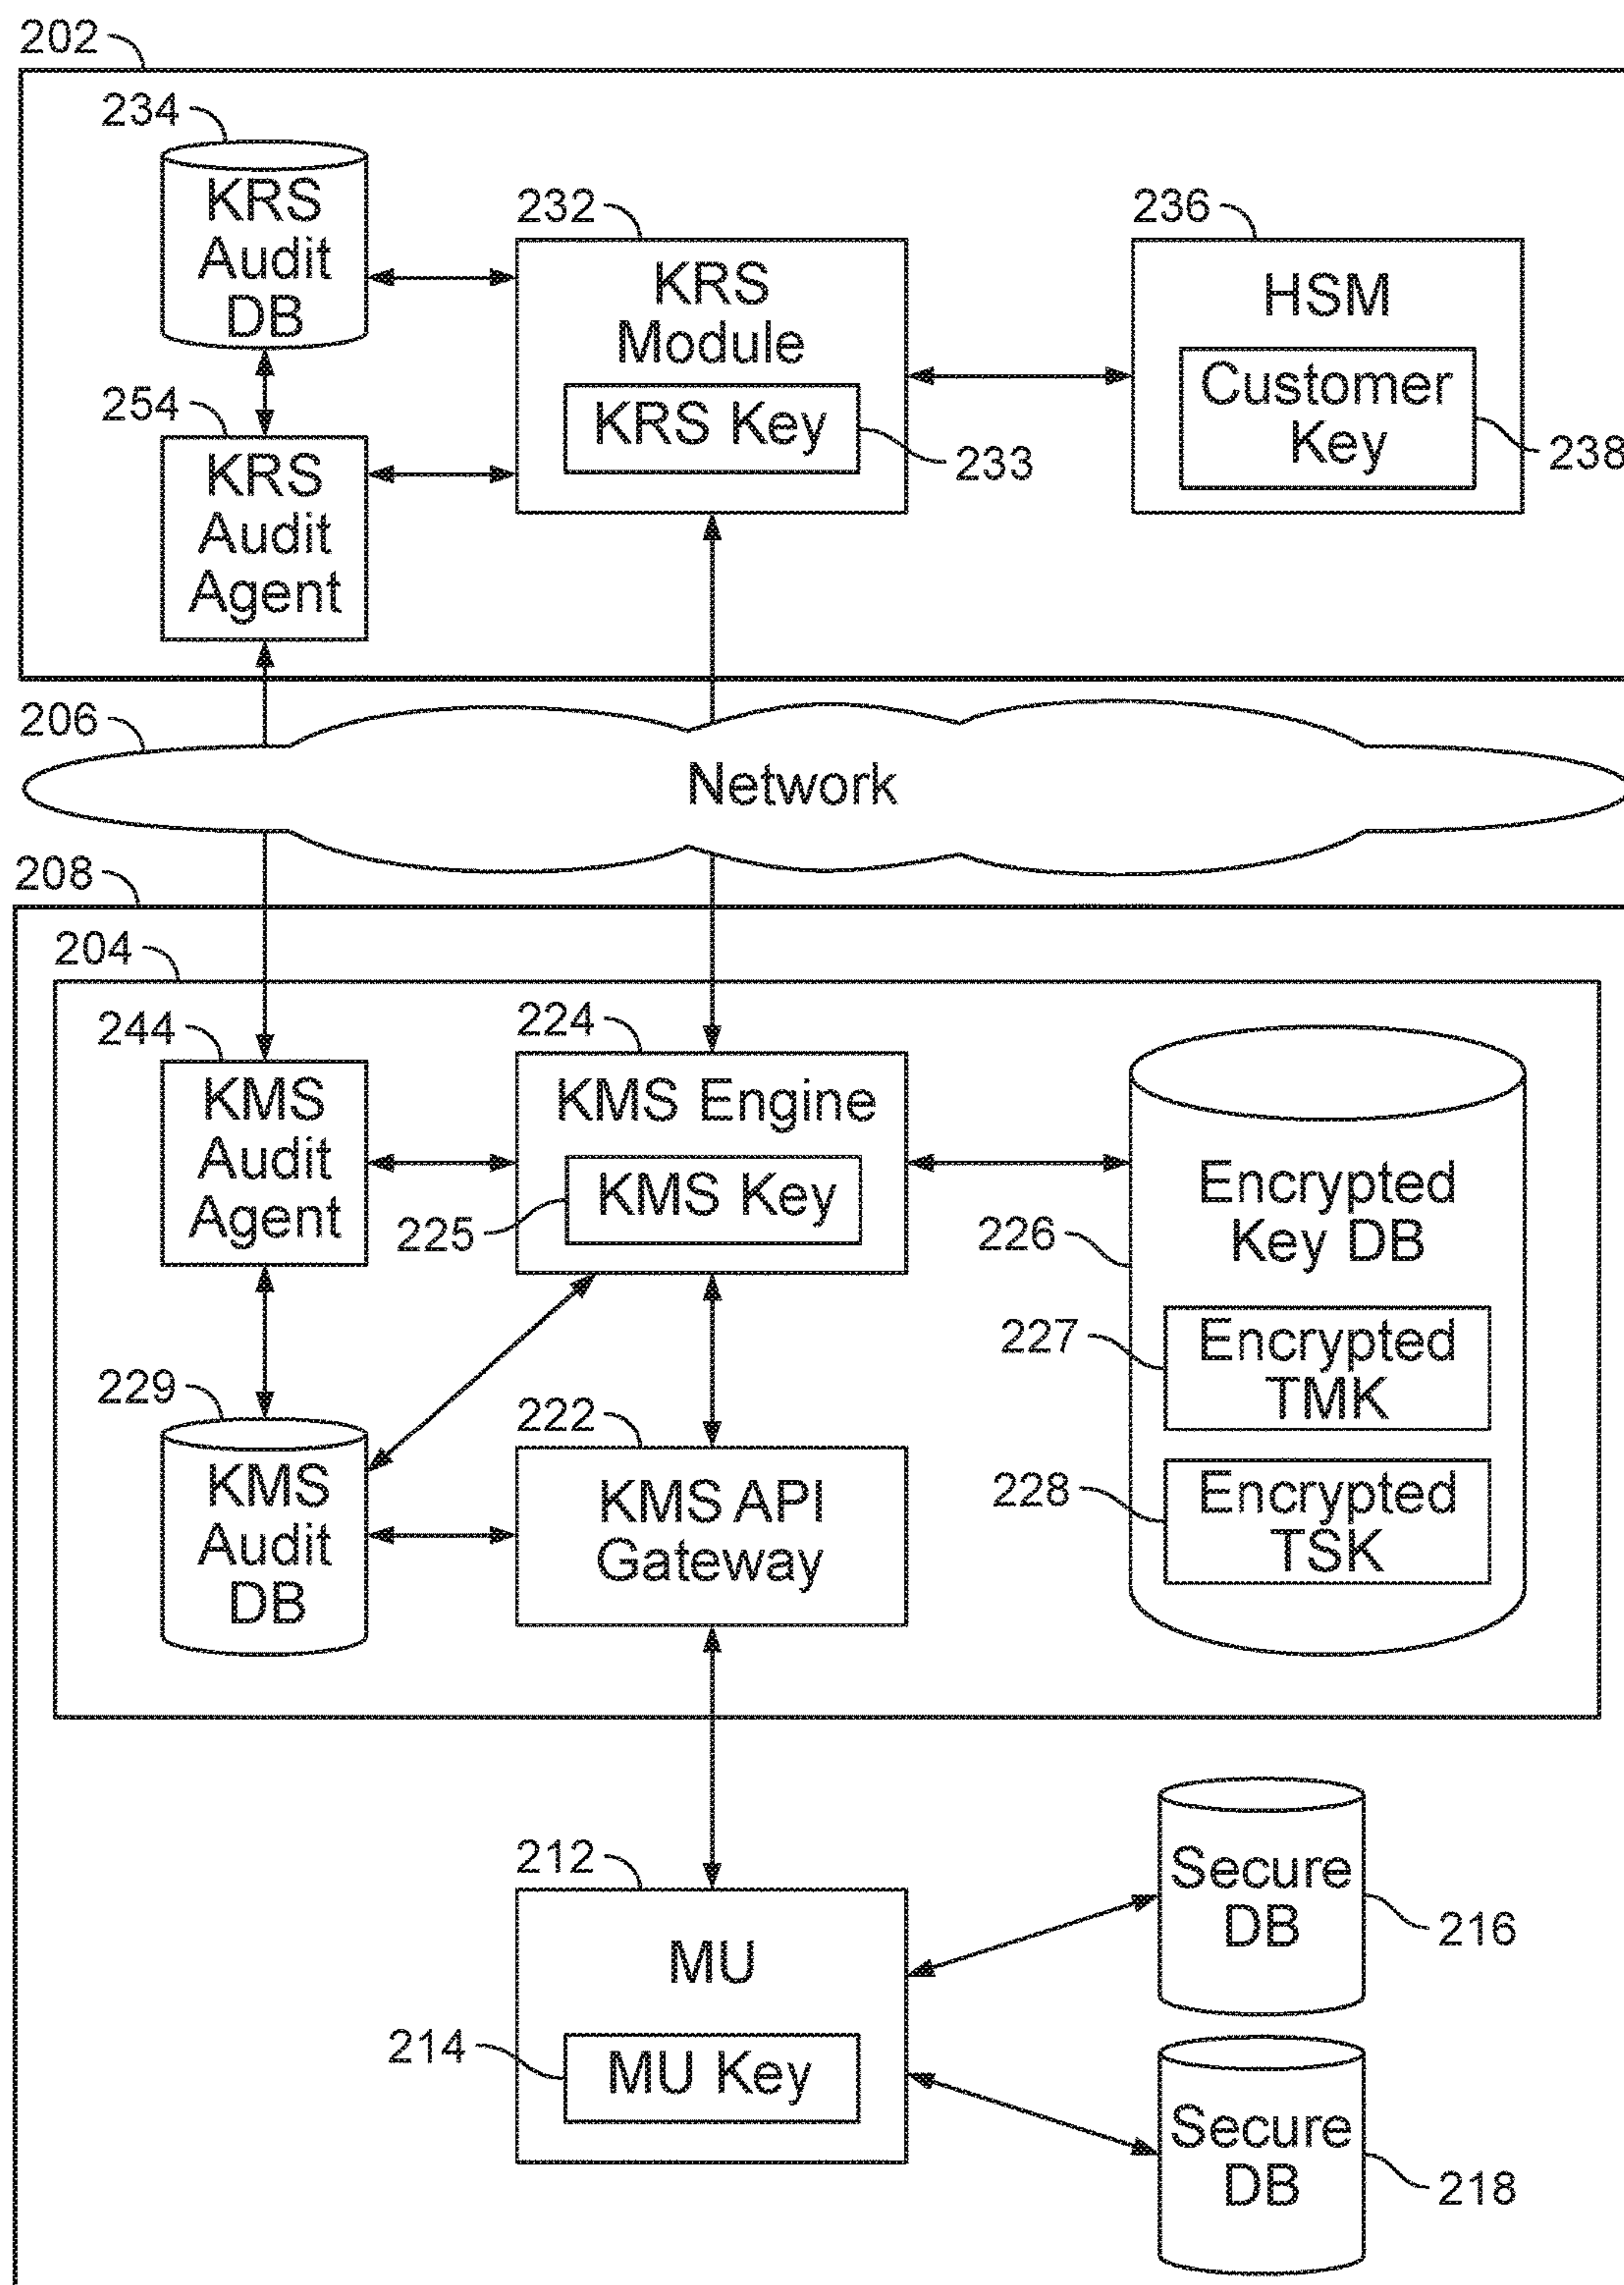 202
234
KRS
Audit
DB
232
KRS
Module
KRS Key
233
236
HSM
Customer
Key
238
254
KRS
Audit
Agent
206
Network
208
204
244
KMS
Audit
Agent
224
KMS Engine
KMS Key
225
226
Encrypted
Key DB
227
Encrypted
TMK
228
Encrypted
TSK
229
KMS
Audit
DB
222
KMS API
Gateway
212
MU
214
MU Key
Secure
DB
216
Secure
DB
218